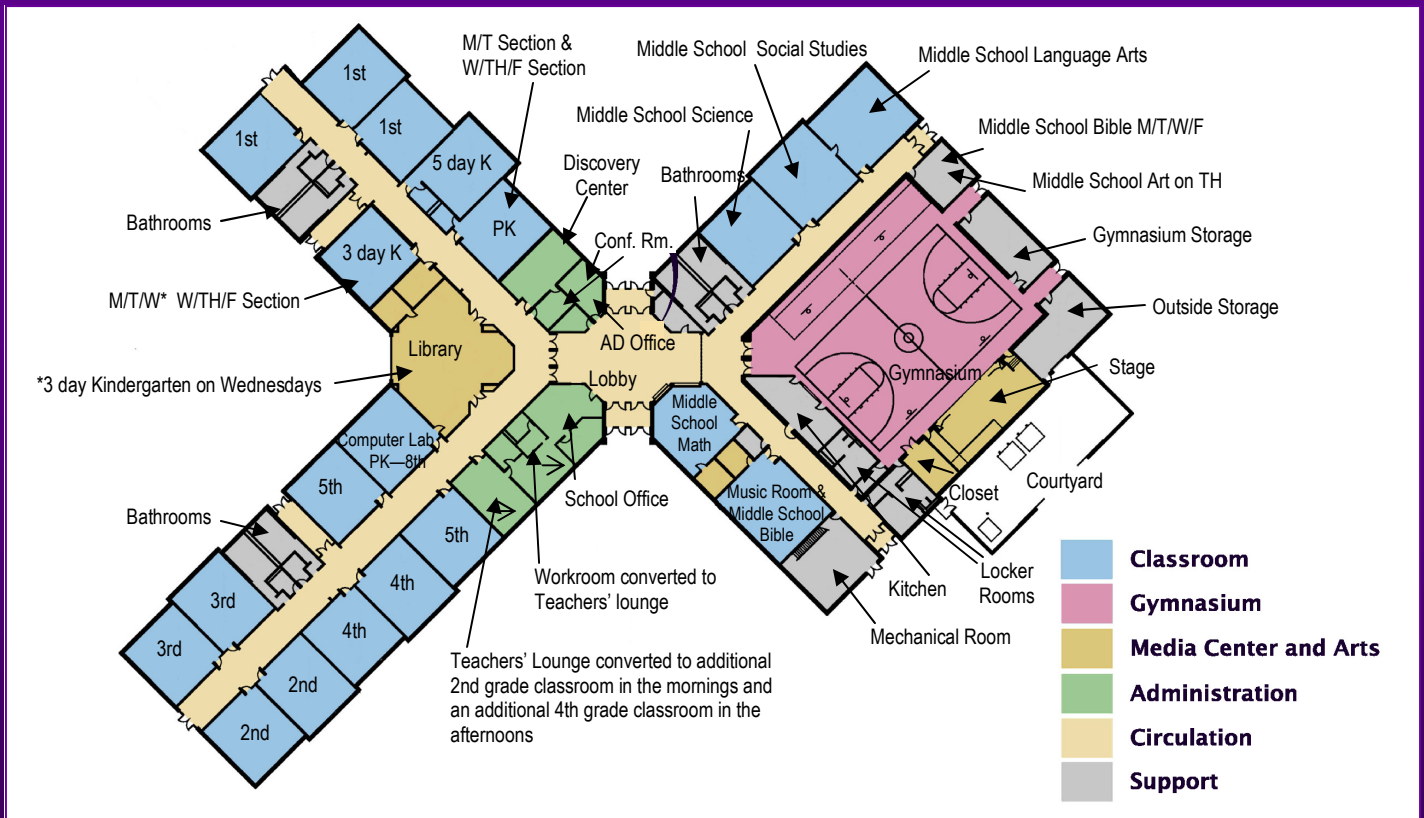 M/T Section &
W/TH/F Section
Middle School  Social Studies
Middle School Language Arts
1st
1st
1st
Middle School Science
Middle School Bible M/T/W/F
5 day K
Discovery
Center
Bathrooms
Middle School Art on TH
Bathrooms
PK
Conf. Rm.
Gymnasium Storage
3 day K
M/T/W*  W/TH/F Section
Outside Storage
AD Office
Library
Gymnasium
Stage
*3 day Kindergarten on Wednesdays
Lobby
Middle
School
Math
Computer Lab
PK—8th
5th
School Office
Music Room &
Middle School
Bible
Closet
Courtyard
Bathrooms
5th
4th
Workroom converted to
Teachers’ lounge
Kitchen
Locker
Rooms
3rd
3rd
4th
Mechanical Room
2nd
2nd
Teachers’ Lounge converted to additional
2nd grade classroom in the mornings and
an additional 4th grade classroom in the
afternoons
Classroom
Gymnasium
Media Center and Arts
Administration
Circulation
Support